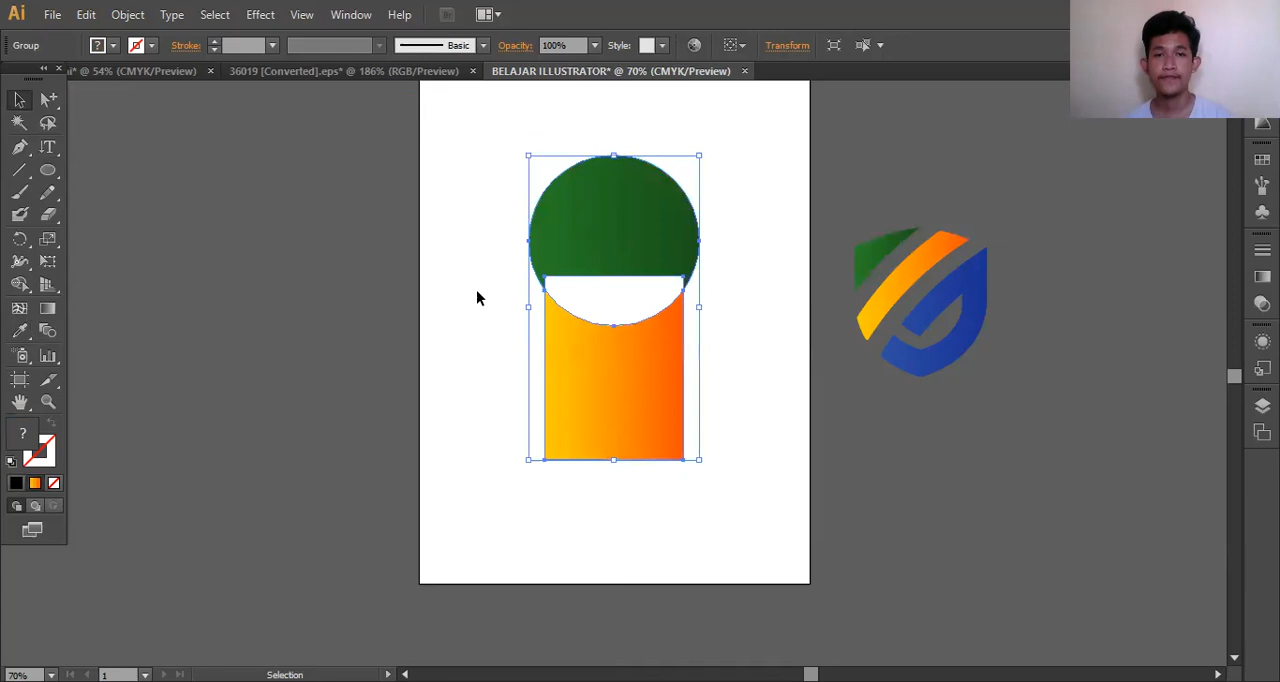 Ai File Edit Object Type Select Effect View Window Help
Group ? Stroke: Basic Opacity: 100% Style: Transform
ai* @ 54% (CMYK/Preview) × 36019 [Converted].eps* @ 186% (RGB/Preview) × BELAJAR ILLUSTRATOR* @ 70% (CMYK/Preview) ×
T
?
70% 1 Selection